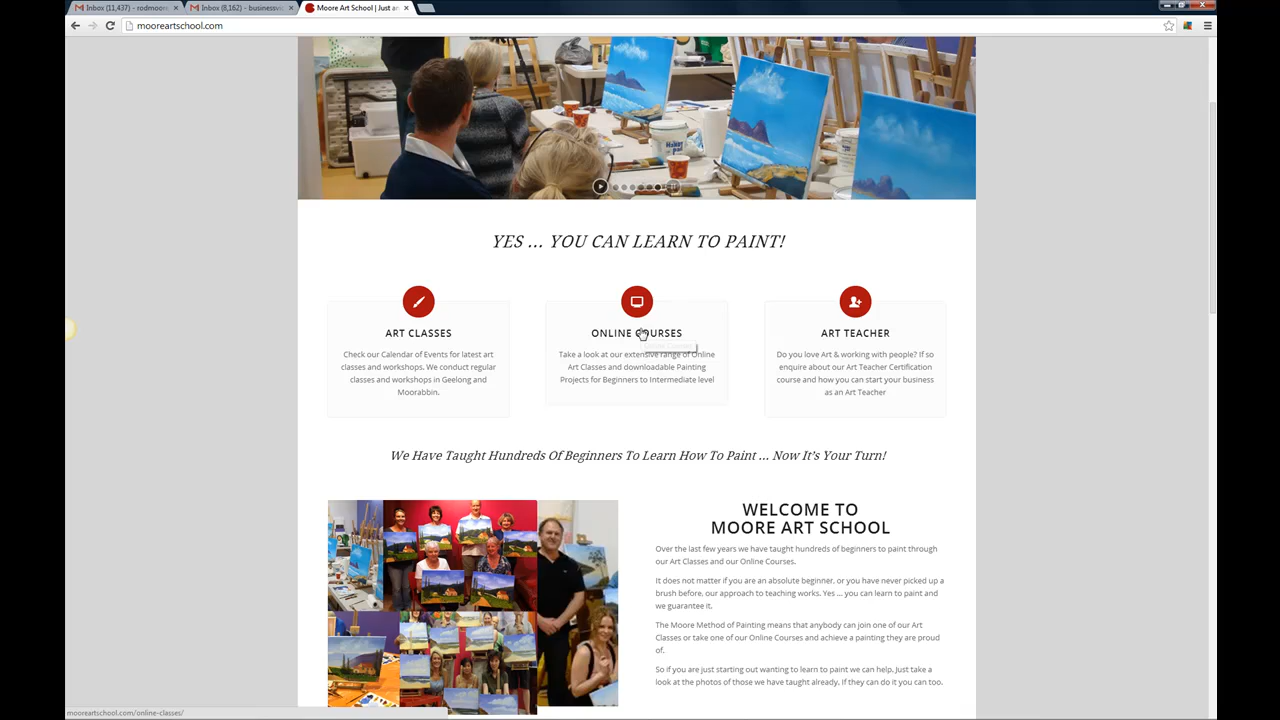 Inbox (11,437) - rodmoor
Inbox (8,162) - businessvi
Moore Art School | Just an
mooreartschool.com
YES ... YOU CAN LEARN TO PAINT!
ART CLASSES
Check our Calendar of Events for latest art
classes and workshops. We conduct regular
classes and workshops in Geelong and
Moorabbin.
ONLINE COURSES
Take a look at our extensive range of Online
Art Classes and downloadable Painting
Projects for Beginners to Intermediate level
ART TEACHER
Do you love Art & working with people? If so
enquire about our Art Teacher Certification
course and how you can start your business
as an Art Teacher
We Have Taught Hundreds Of Beginners To Learn How To Paint ... Now It's Your Turn!
WELCOME TO
MOORE ART SCHOOL
Over the last few years we have taught hundreds of beginners to paint through
our Art Classes and our Online Courses.
It does not matter if you are an absolute beginner, or you have never picked up a
brush before, our approach to teaching works. Yes ... you can learn to paint and
we guarantee it.
The Moore Method of Painting means that anybody can join one of our Art
Classes or take one of our Online Courses and achieve a painting they are proud
of.
So if you are just starting out wanting to learn to paint we can help. Just take a
look at the photos of those we have taught already. If they can do it you can too.
mooreartschool.com/online-classes/